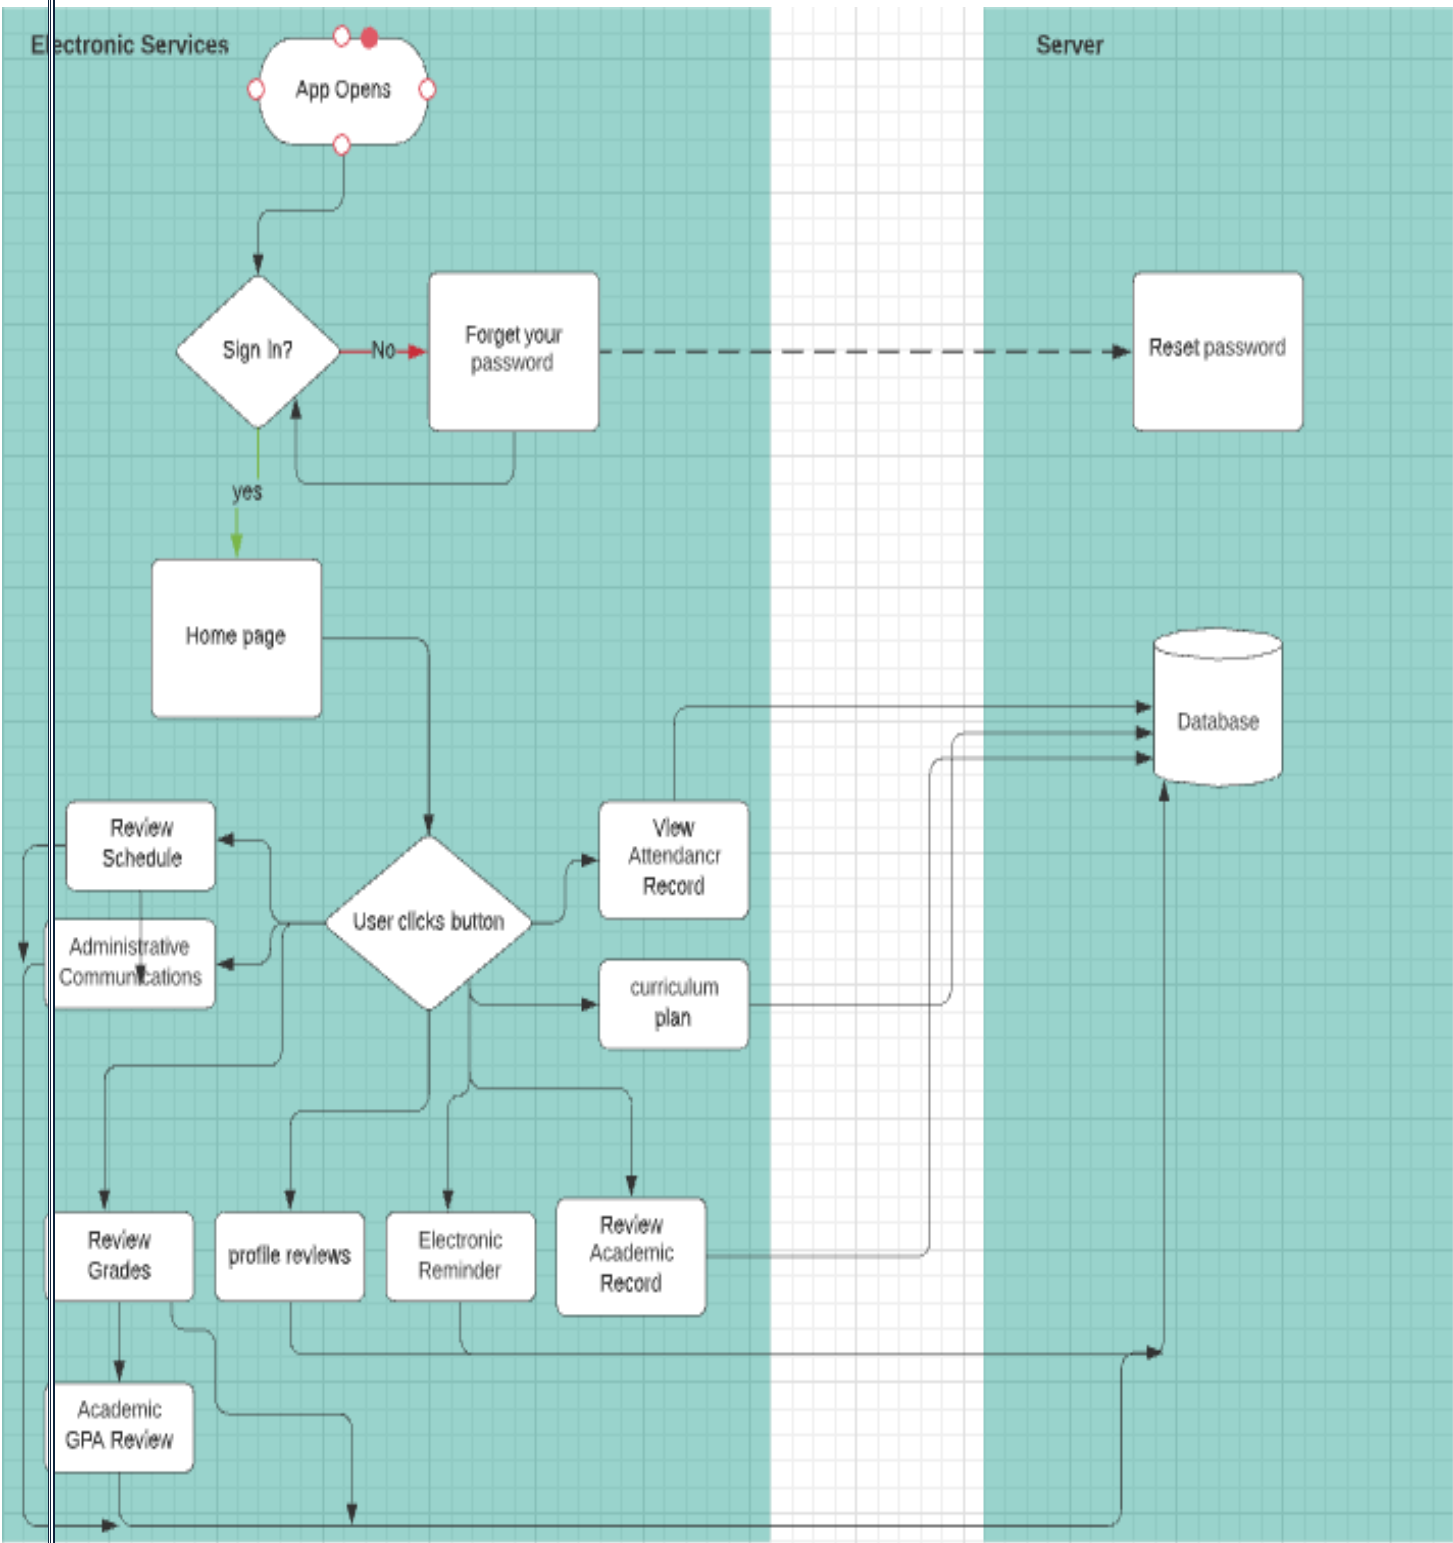 Electronic Services
Server
App Opens
Sign In?
No
Forget your
password
Reset password
yes
Home page
Database
Review
Schedule
View
Attendancr
Record
Administrative
Communications
User clicks button
curriculum
plan
Review
Grades
profile reviews
Electronic
Reminder
Review
Academic
Record
Academic
GPA Review